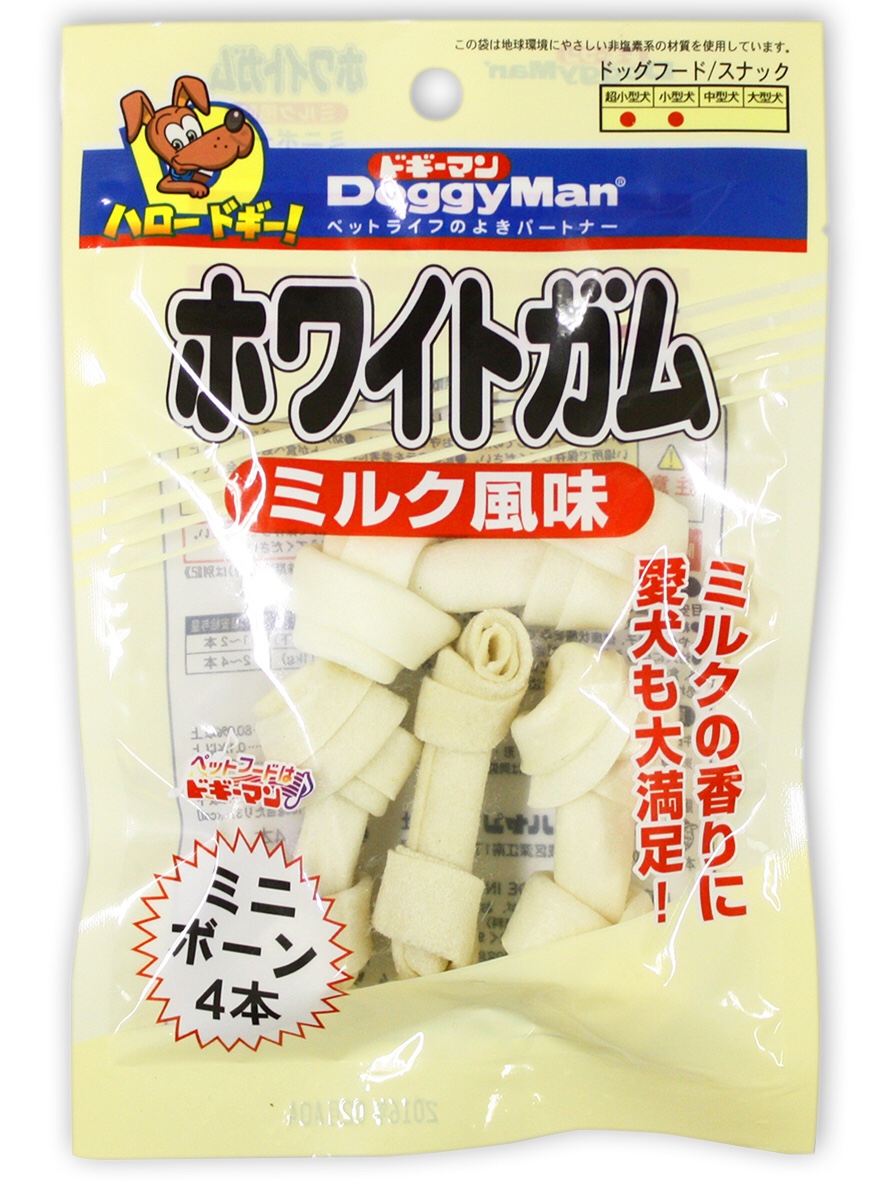 この袋は地球環境にやさしい非塩素系の材質を使用しています。
ドッグフード/スナック
超小型犬 小型犬 中型犬 大型犬
ハロードギー!
ドギーマン
DoggyMan®
ペットライフのよきパートナー
ホワイトガム
ミルク風味
ミルクの香りに
愛犬も大満足!
ペットフードは
ドギーマン
ミニ
ボーン
4本